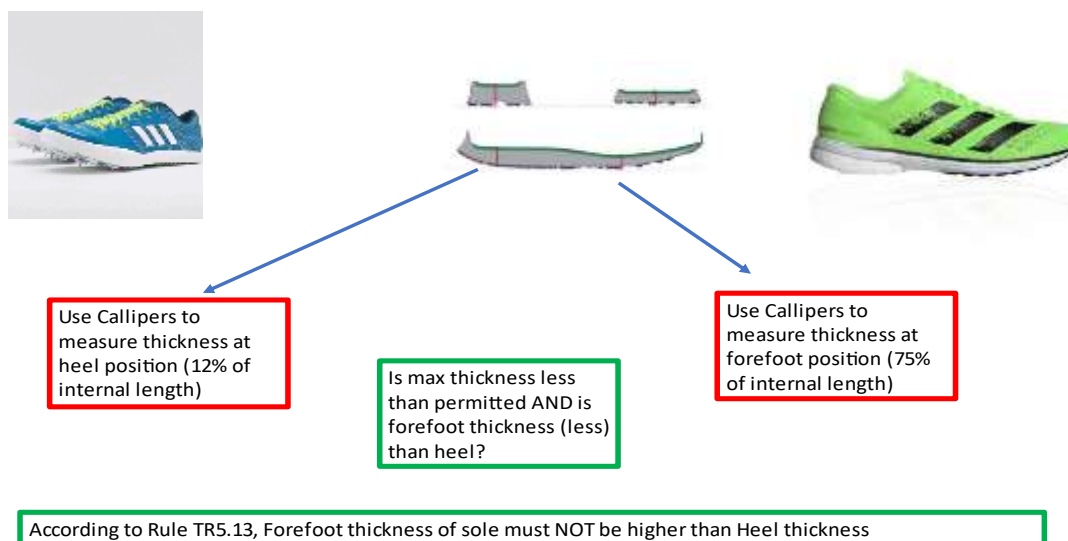 Use Callipers to
measure thickness at
heel position (12% of
internal length)
Use Callipers to
measure thickness at
forefoot position (75%
of internal length)
Is max thickness less
than permitted AND is
forefoot thickness (less)
than heel?
According to Rule TR5.13, Forefoot thickness of sole must NOT be higher than Heel thickness